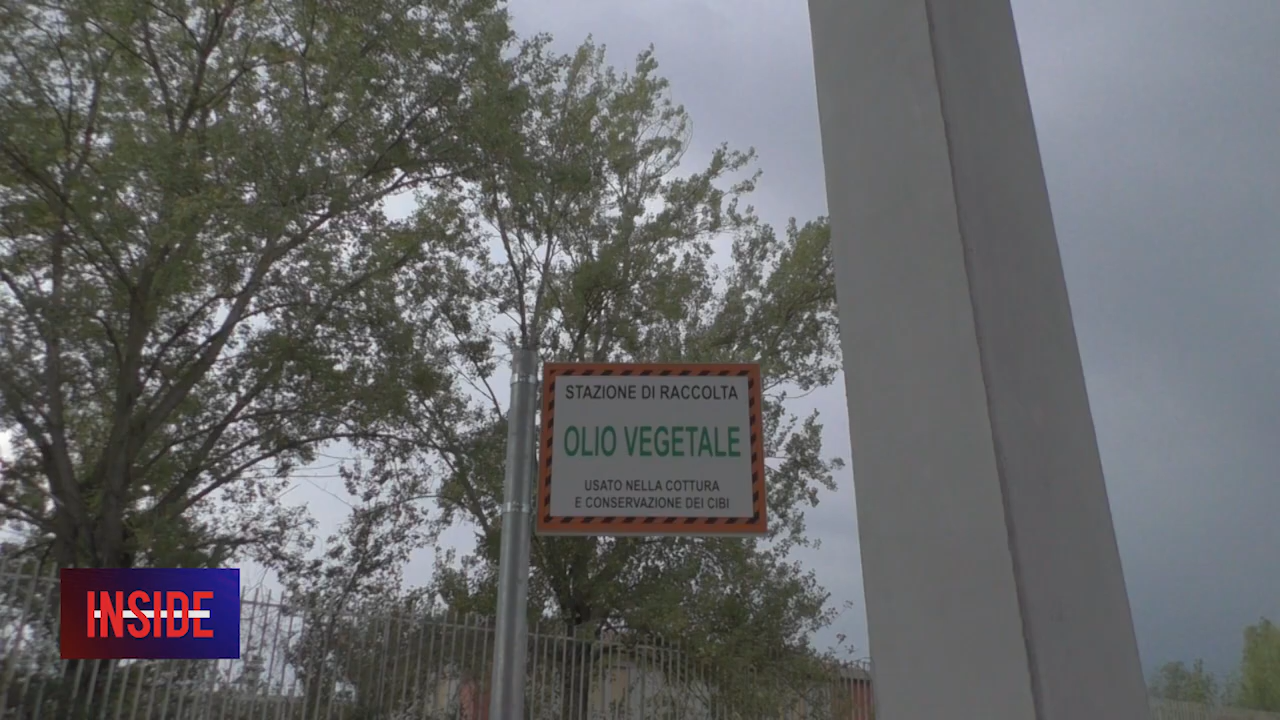 STAZIONE DI RACCOLTA
OLIO VEGETALE
USATO NELLA COTTURA
E CONSERVAZIONE DEI CIBI
INSIDE